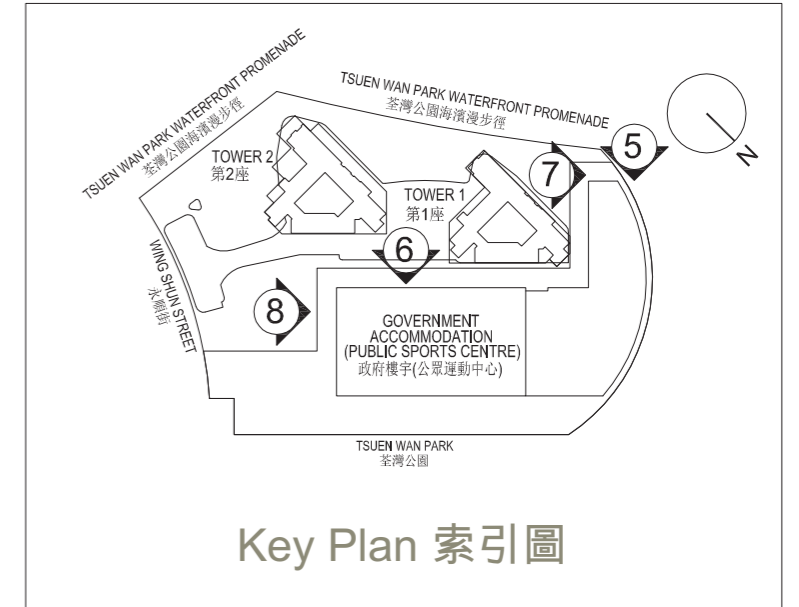 TSUEN WAN PARK WATERFRONT PROMENADE
荃灣公園海濱漫步徑
TSUEN WAN PARK WATERFRONT PROMENADE
荃灣公園海濱漫步徑
N
5
7
TOWER 2
第2座
TOWER 1
第1座
6
8
WING SHUN STREET
永順街
GOVERNMENT
ACCOMMODATION
(PUBLIC SPORTS CENTRE)
政府樓宇(公眾運動中心)
TSUEN WAN PARK
荃灣公園
Key Plan 索引圖